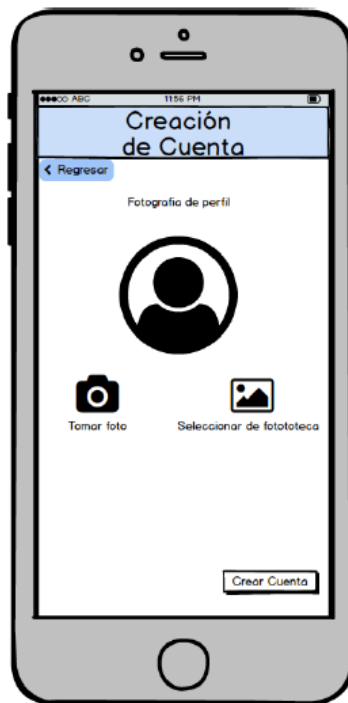 ABC 11:56 PM
Creación
de Cuenta
Regresar
Fotografia de perfil
Tomar foto Seleccionar de fotototeca
Crear Cuenta